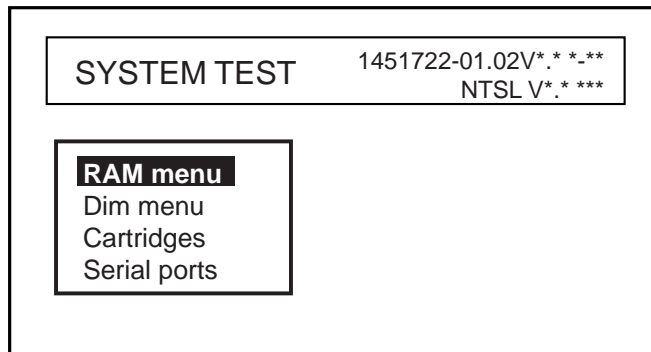 SYSTEM TEST
1451722-01.02V*.* *-**
NTSL V*.* ***
RAM menu
Dim menu
Cartridges
Serial ports